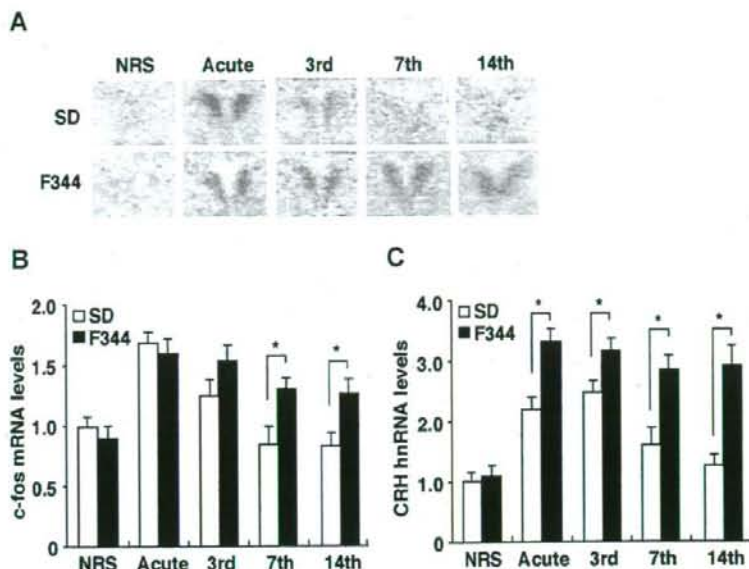 A
NRS Acute 3rd 7th 14th
SD
F344
B
c-fos mRNA levels
2.0
1.5
1.0
0.5
0
SD
F344
*
*
NRS Acute 3rd 7th 14th
C
CRH hnRNA levels
4.0
3.0
2.0
1.0
0
SD
F344
*
*
*
*
NRS Acute 3rd 7th 14th